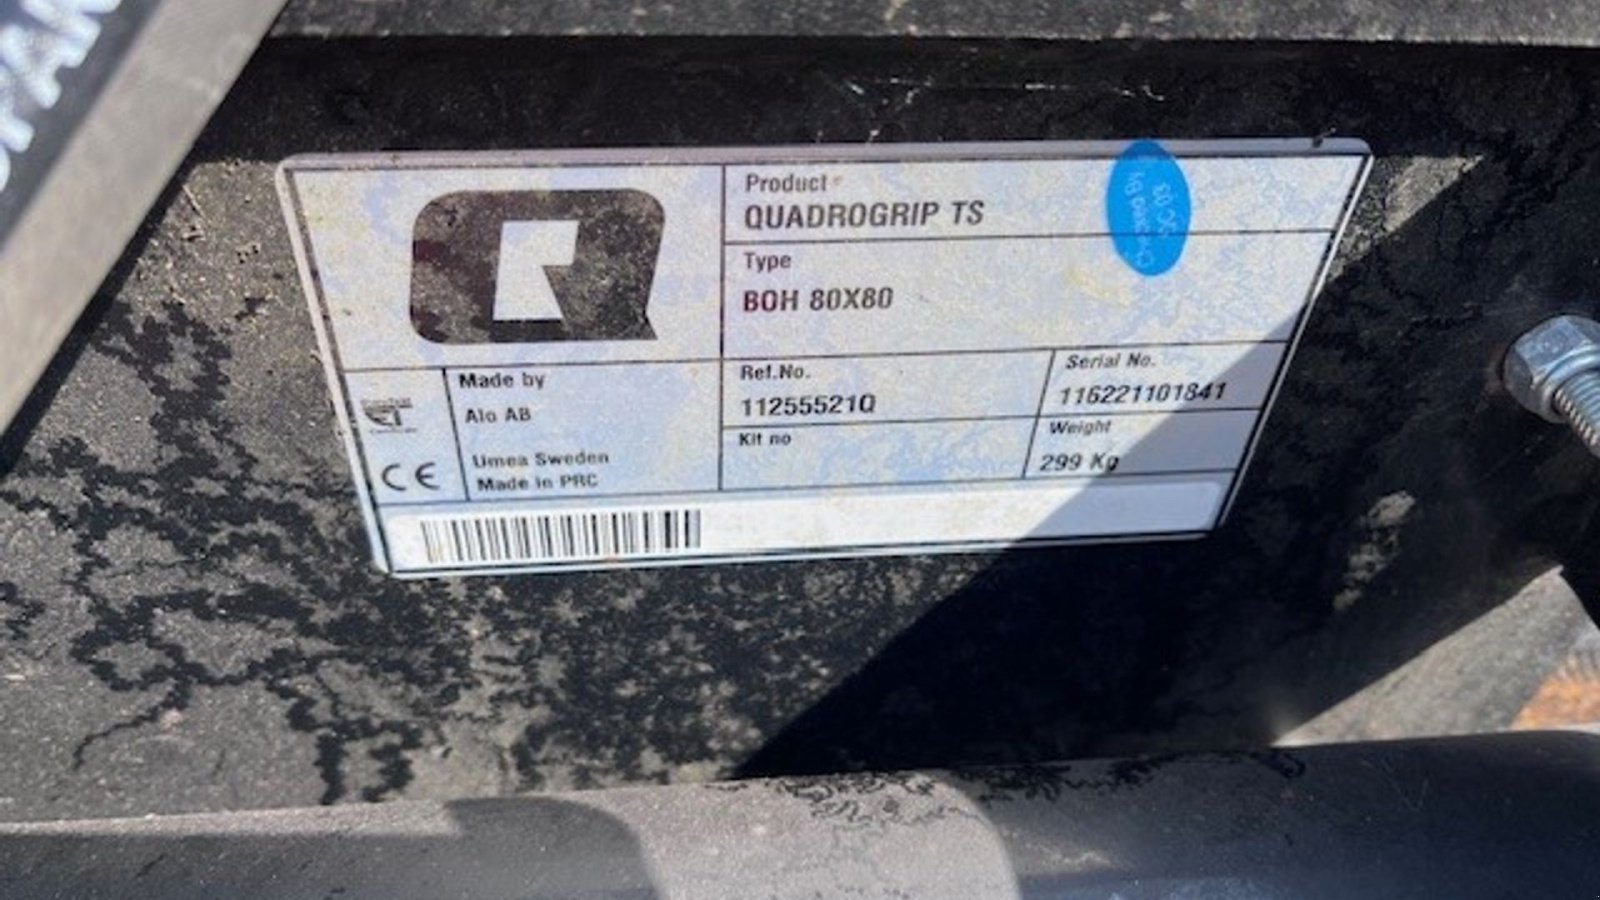 Product
QUADROGRIP TS
Type
BOH 80X80
Made by
Alo AB
Umea Sweden
Made in PRC
Ref.No.
11255521Q
Serial No.
116221101841
Kit no
Weight
299 Kg
CE